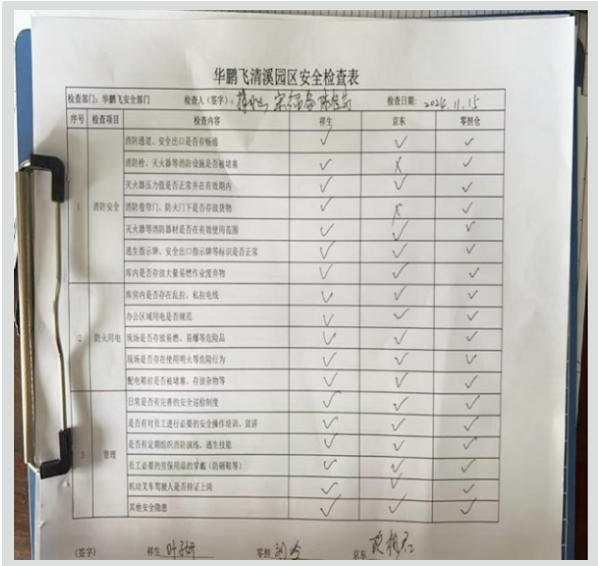 华鹏飞清溪园区安全检查表
检查部门：华鹏飞安全部门 检查人（签字）： 检查日期： 2024.11.15
序号 检查项目 检查内容 祥生 京东 零担仓
消防通道、安全出口是否有畅通 ✓ ✓ ✓
消防栓、灭火器等消防设施是否被堵塞 ✓ ✗ ✓
灭火器压力值是否正常并在有效期内 ✓ ✓ ✓
1 消防安全 消防卷帘门、防火门下是否存放货物 ✓ ✗ ✓
灭火器等消防器材是否在有效使用范围 ✓ ✓ ✓
逃生指示牌、安全出口指示牌等标识是否正常 ✓ ✓ ✓
库内是否存放大量易燃作业废弃物 ✓ ✓ ✓
库房内是否存在乱拉、私拉电线 ✓ ✓ ✓
办公区域用电是否规范 ✓ ✓ ✓
2 防火用电 现场是否存放易燃、易爆等危险品 ✓ ✓ ✓
现场是否存在使用明火等危险行为 ✓ ✓ ✓
配电箱前是否被堵塞、存放杂物等 ✓ ✓ ✓
日常是否有完善的安全巡检制度 ✓ ✓ ✓
是否有对员工进行必要的安全操作培训、宣讲 ✓ ✓ ✓
3 管理 是否有定期组织消防演练、逃生技能 ✓ ✓ ✓
员工必要的劳保用品的穿戴（防砸鞋等） ✓ ✓ ✓
机动叉车驾驶人是否持证上岗 ✓ ✓ ✓
其他安全隐患 ✓ ✓ ✓
（签字） 祥生 零担 京东